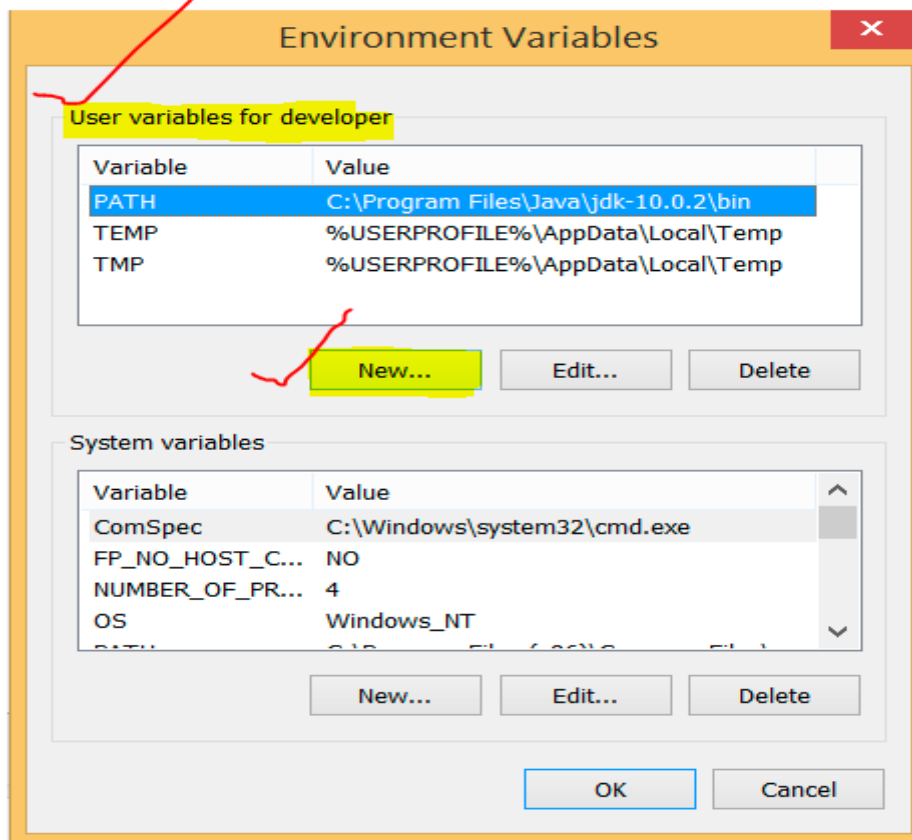 Environment Variables
User variables for developer
Variable Value
PATH C:\Program Files\Java\jdk-10.0.2\bin
TEMP %USERPROFILE%\AppData\Local\Temp
TMP %USERPROFILE%\AppData\Local\Temp
New... Edit... Delete
System variables
Variable Value
ComSpec C:\Windows\system32\cmd.exe
FP_NO_HOST_C... NO
NUMBER_OF_PR... 4
OS Windows_NT
New... Edit... Delete
OK Cancel